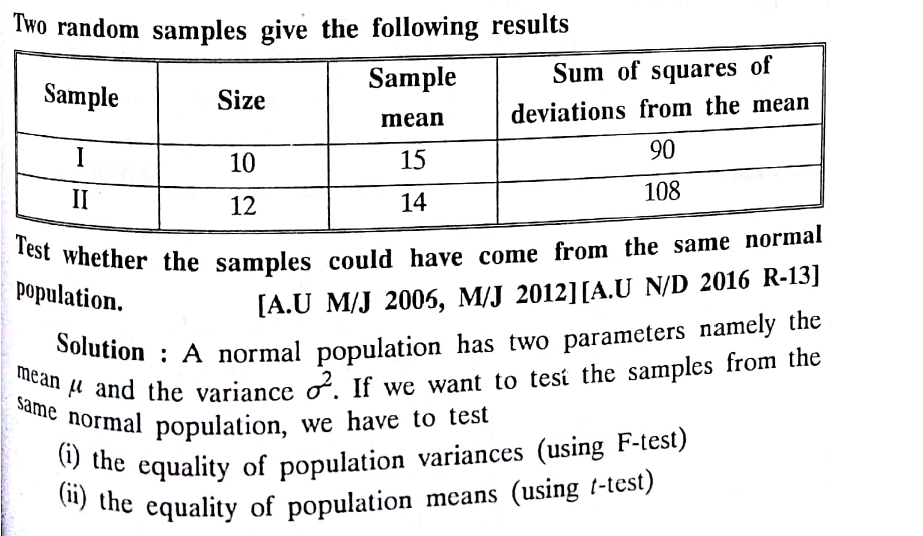 Two random samples give the following results
Sample Size Sample mean Sum of squares of deviations from the mean
I 10 15 90
II 12 14 108
Test whether the samples could have come from the same normal
population. [A.U M/J 2006, M/J 2012] [A.U N/D 2016 R-13]
Solution : A normal population has two parameters namely the
mean μ and the variance σ². If we want to test the samples from the
same normal population, we have to test
(i) the equality of population variances (using F-test)
(ii) the equality of population means (using t-test)